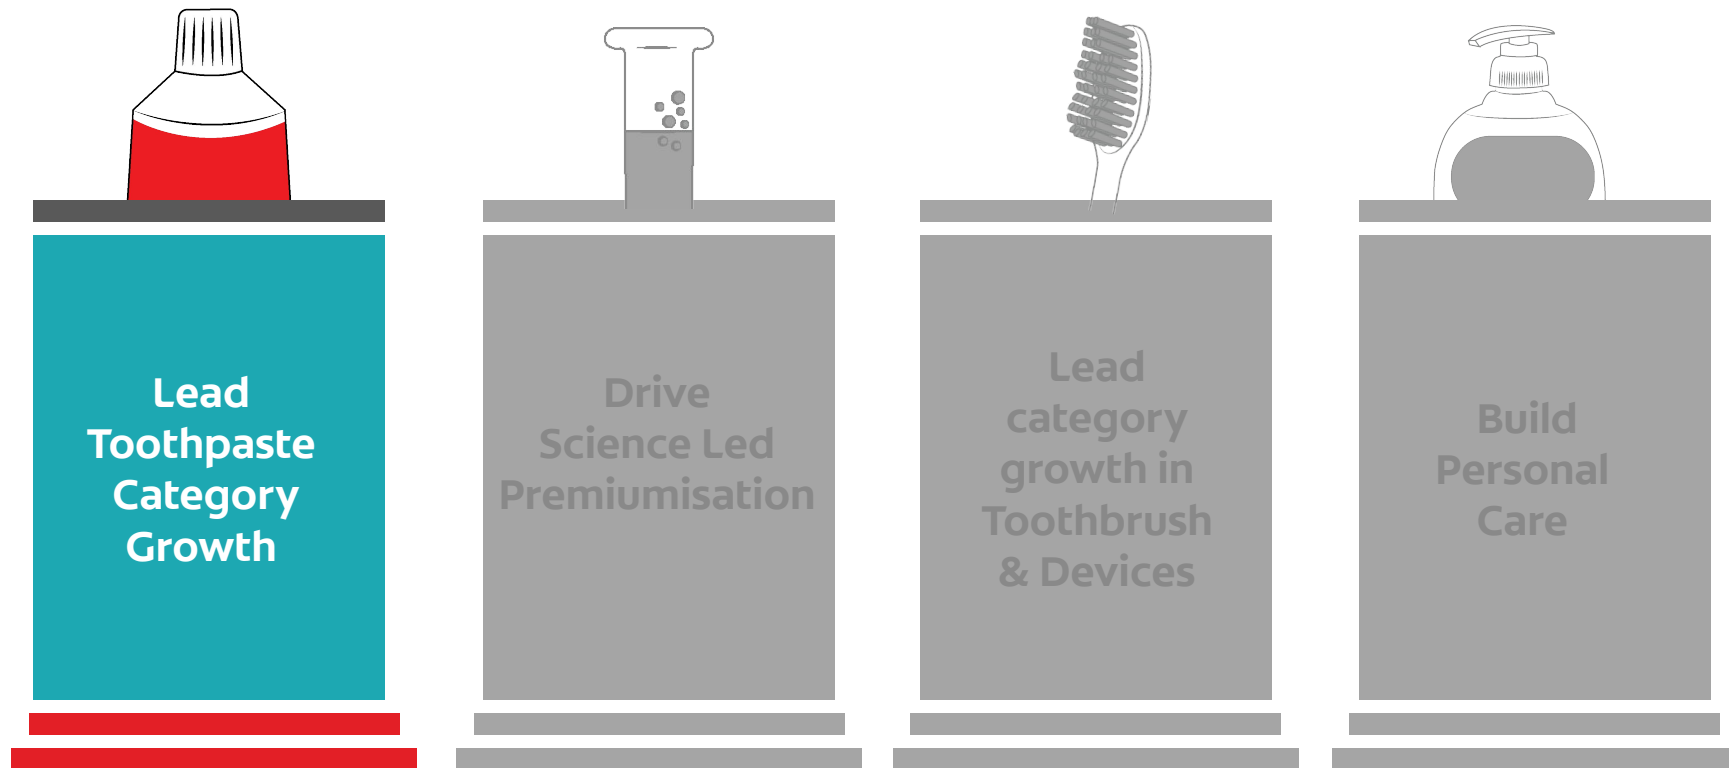 Lead
Toothpaste
Category
Growth
Drive
Science Led
Premiumisation
Lead
category
growth in
Toothbrush
& Devices
Build
Personal
Care